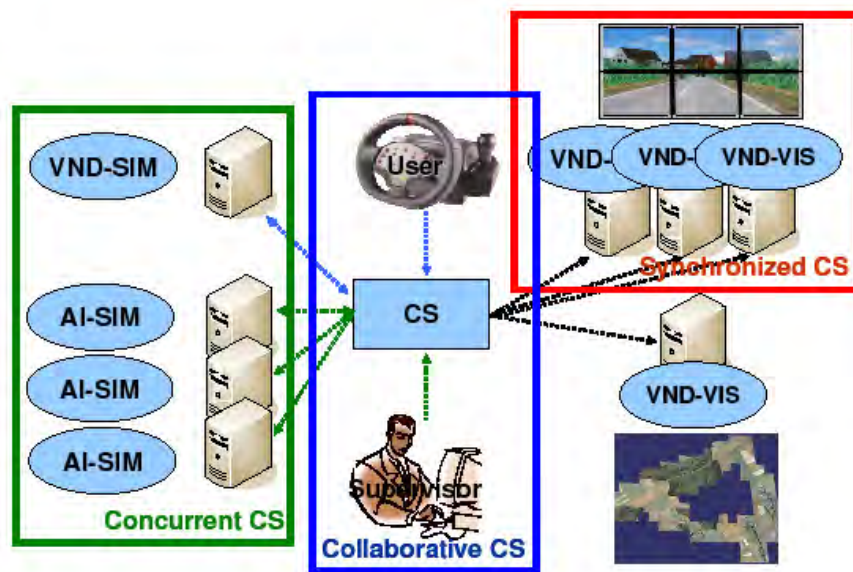 VND-SIM
User
VND-
VND-
VND-VIS
Synchronized CS
AI-SIM
CS
AI-SIM
VND-VIS
AI-SIM
Supervisor
Concurrent CS
Collaborative CS